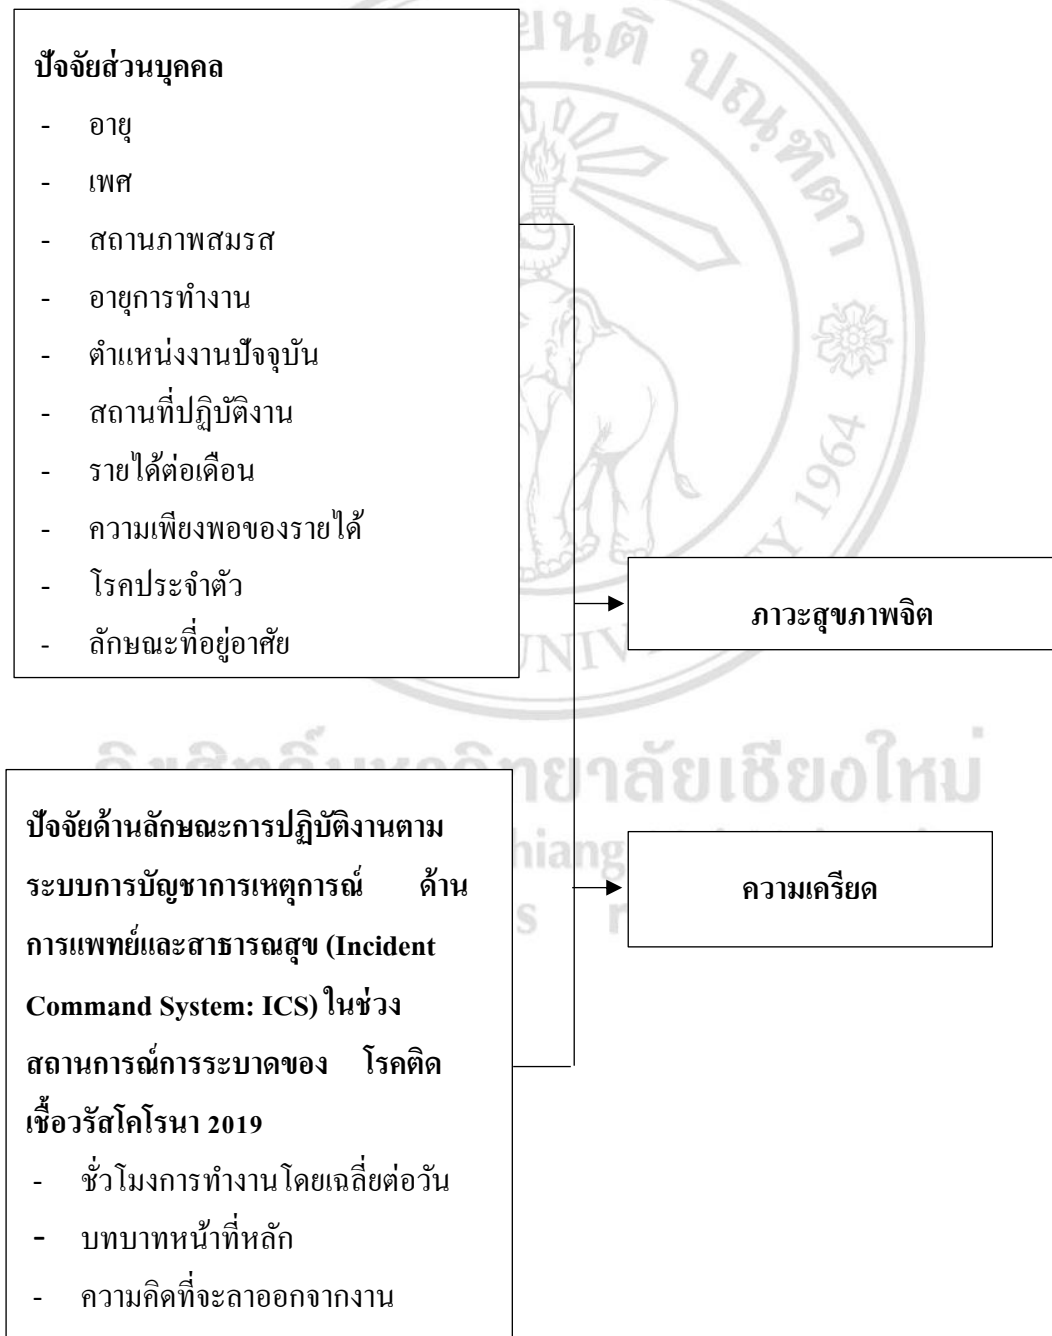 ปัจจัยส่วนบุคคล
- อายุ
- เพศ
- สถานภาพสมรส
- อายุการทำงาน
- ตำแหน่งงานปัจจุบัน
- สถานที่ปฏิบัติงาน
- รายได้ต่อเดือน
- ความเพียงพอของรายได้
- โรคประจำตัว
- ลักษณะที่อยู่อาศัย
ปัจจัยด้านลักษณะการปฏิบัติงานตาม
ระบบการบัญชาการเหตุการณ์ ด้าน
การแพทย์และสาธารณสุข (Incident
Command System: ICS) ในช่วง
สถานการณ์การระบาดของ โรคติด
เชื้อวรัสโคโรนา 2019
- ชั่วโมงการทำงานโดยเฉลี่ยต่อวัน
- บทบาทหน้าที่หลัก
- ความคิดที่จะลาออกจากงาน
ภาวะสุขภาพจิต
ความเครียด
ปณฺฑิตา
1964